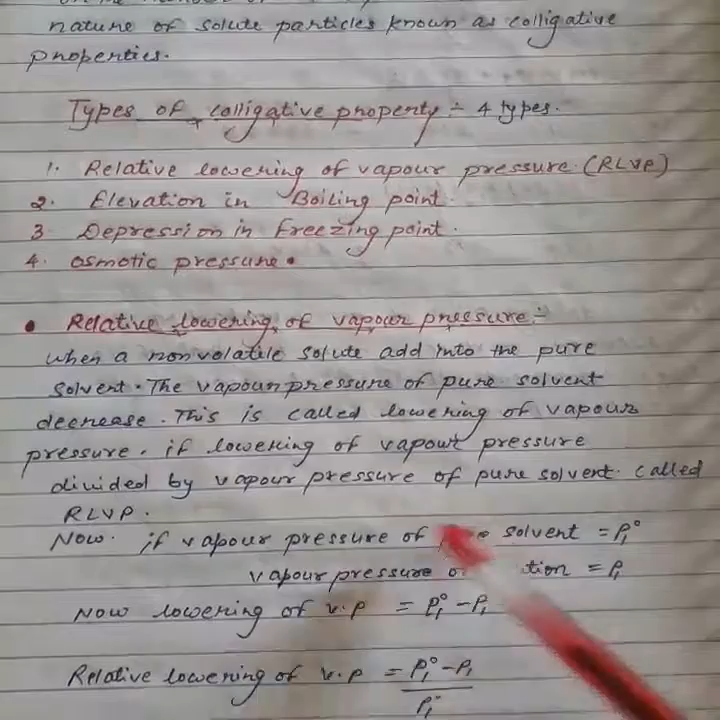 nature of solute particles known as colligative
properties.
Types of colligative property :- 4 types.
1. Relative lowering of vapour pressure. (RLVP)
2. Elevation in Boiling point.
3 Depression in freezing point.
4. osmotic pressure.
• Relative lowering of vapour pressure :-
when a nonvolatile solute add into the pure
solvent. The vapour pressure of pure solvent
decrease. This is called lowering of vapour
pressure. if lowering of vapour pressure
divided by vapour pressure of pure solvent. called
RLVP.
Now. if vapour pressure of solvent = P₁°
vapour pressure tion = P₁
Now lowering of v.p = P₁° - P₁
Relative lowering of v.p = P₁° - P₁
P₁°